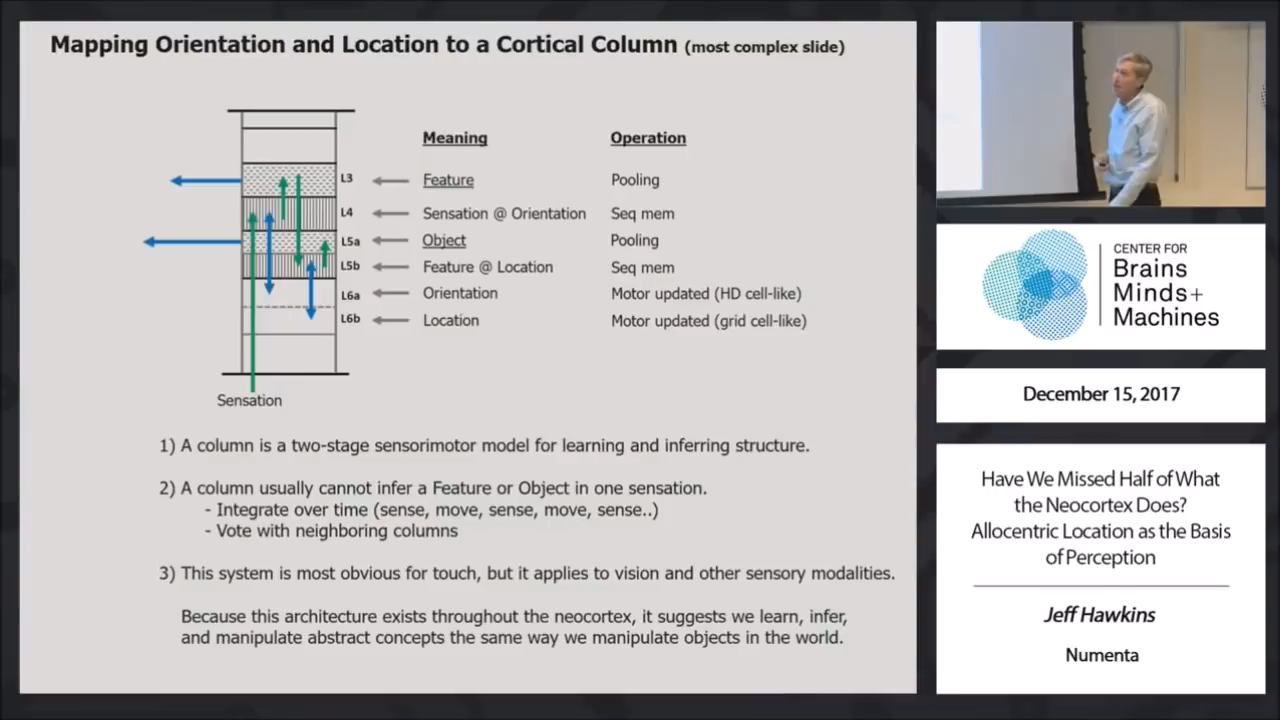 Mapping Orientation and Location to a Cortical Column (most complex slide)
Meaning Operation
L3 Feature Pooling
L4 Sensation @ Orientation Seq mem
L5a Object Pooling
L5b Feature @ Location Seq mem
L6a Orientation Motor updated (HD cell-like)
L6b Location Motor updated (grid cell-like)
Sensation
1) A column is a two-stage sensorimotor model for learning and inferring structure.
2) A column usually cannot infer a Feature or Object in one sensation.
- Integrate over time (sense, move, sense, move, sense..)
- Vote with neighboring columns
3) This system is most obvious for touch, but it applies to vision and other sensory modalities.
Because this architecture exists throughout the neocortex, it suggests we learn, infer,
and manipulate abstract concepts the same way we manipulate objects in the world.
CENTER FOR
Brains
Minds+
Machines
December 15, 2017
Have We Missed Half of What
the Neocortex Does?
Allocentric Location as the Basis
of Perception
Jeff Hawkins
Numenta